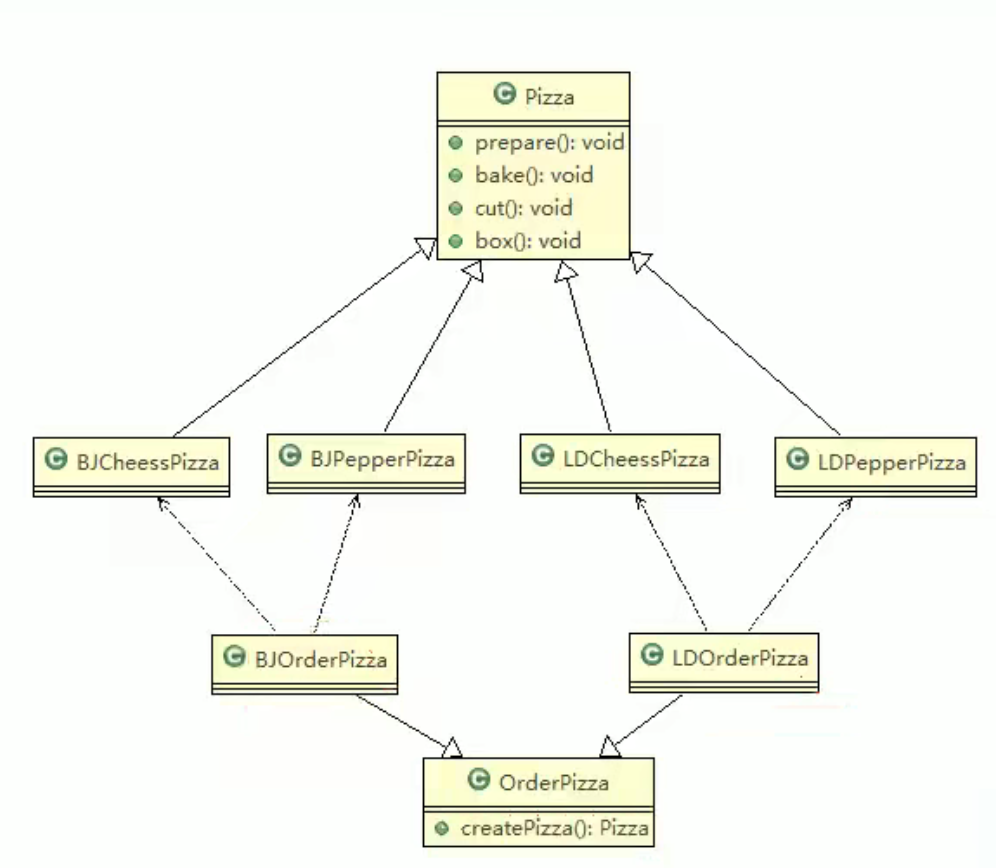 Pizza
prepare(): void
bake(): void
cut(): void
box(): void
BJCheessPizza
BJPepperPizza
LDCheessPizza
LDPepperPizza
BJOrderPizza
LDOrderPizza
OrderPizza
createPizza(): Pizza